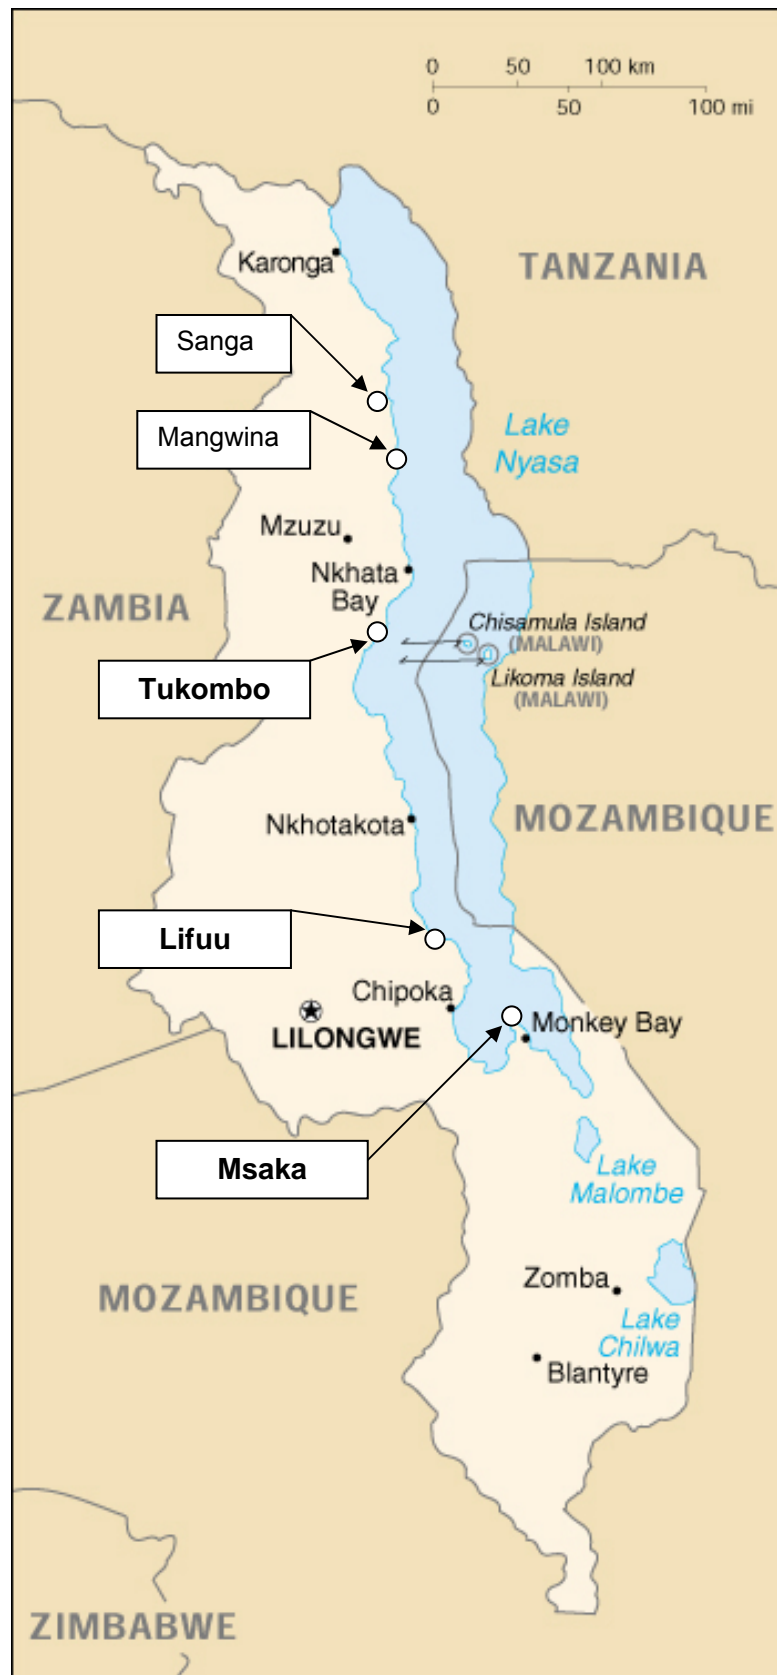 0 50 100 km
0 50 100 mi
Karonga
TANZANIA
Sanga
Lake
Nyasa
Mangwina
Mzuzu
Nkhata
Bay
ZAMBIA
Chisamula Island
(MALAWI)
Likoma Island
(MALAWI)
Tukombo
Nkhotakota
MOZAMBIQUE
Lifuu
Chipoka
LILONGWE
Monkey Bay
Msaka
Lake
Malombe
MOZAMBIQUE
Zomba
Lake
Chilwa
Blantyre
ZIMBABWE